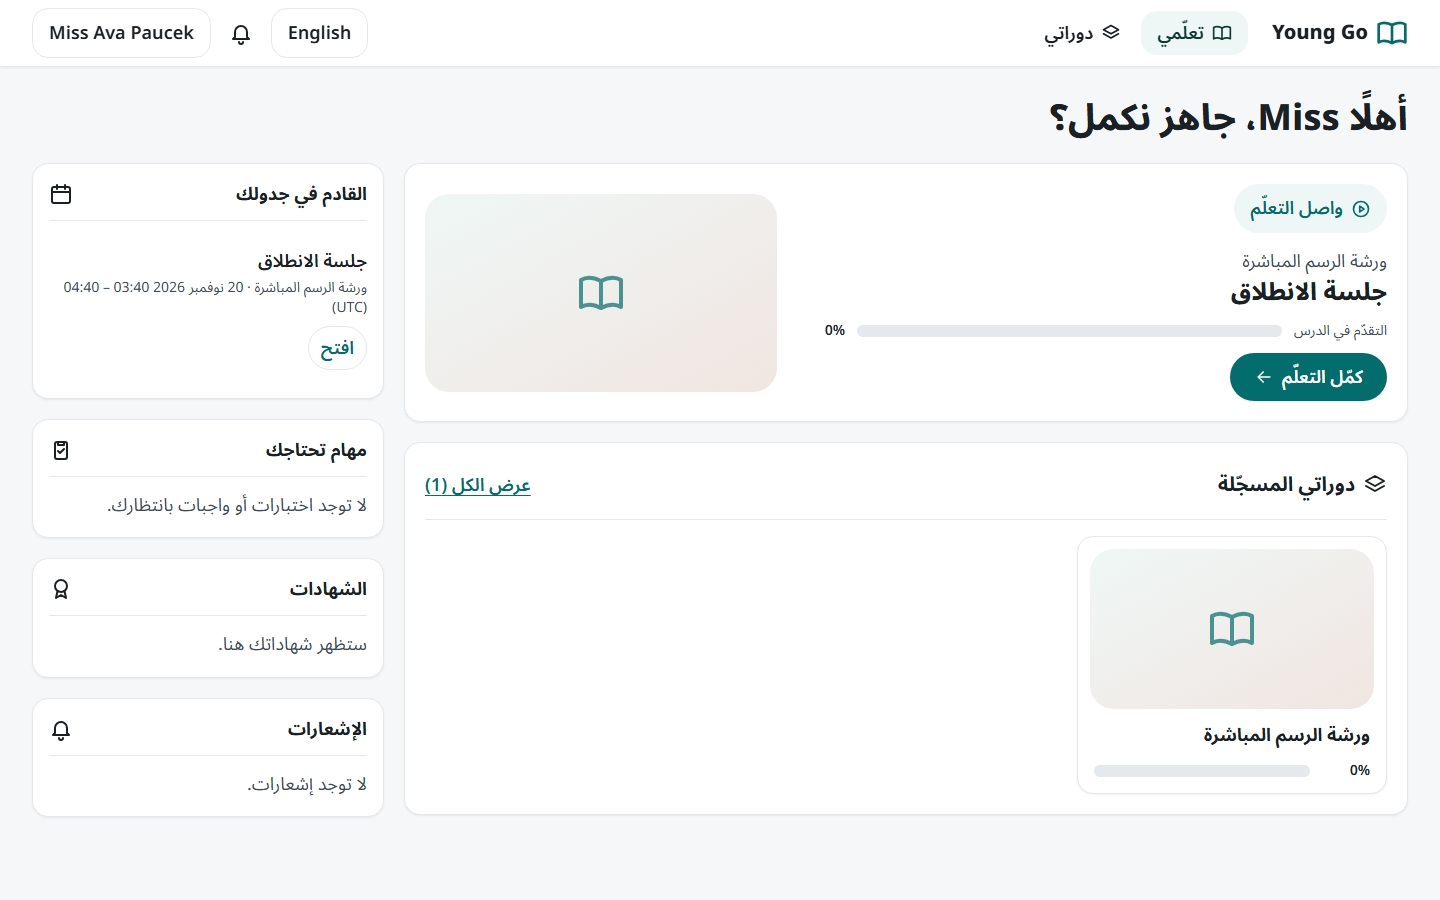 Young Go
تعلّمي
دوراتي
English
Miss Ava Paucek
أهلًا Miss، جاهز نكمل؟
واصل التعلّم
ورشة الرسم المباشرة
جلسة الانطلاق
التقدّم في الدرس
0%
كمّل التعلّم
دوراتي المسجّلة
عرض الكل (1)
ورشة الرسم المباشرة
0%
القادم في جدولك
جلسة الانطلاق
ورشة الرسم المباشرة · 20 نوفمبر 2026 03:40 – 04:40
(UTC)
افتح
مهام تحتاجك
لا توجد اختبارات أو واجبات بانتظارك.
الشهادات
ستظهر شهاداتك هنا.
الإشعارات
لا توجد إشعارات.